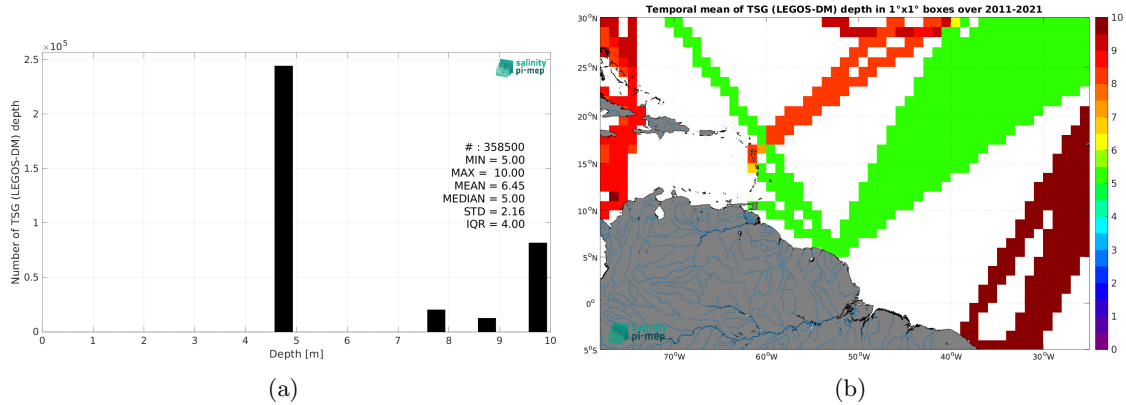 ×10⁵
2.5
2
1.5
1
0.5
0
0 1 2 3 4 5 6 7 8 9 10
Number of TSG (LEGOS-DM) depth
Depth [m]
salinity
pi-mep
# : 358500
MIN = 5.00
MAX = 10.00
MEAN = 6.45
MEDIAN = 5.00
STD = 2.16
IQR = 4.00
(a)
Temporal mean of TSG (LEGOS-DM) depth in 1°x1° boxes over 2011-2021
30°N
25°N
20°N
15°N
10°N
5°N
0°
5°S
70°W 60°W 50°W 40°W 30°W
salinity
pi-mep
10
9
8
7
6
5
4
3
2
1
0
(b)